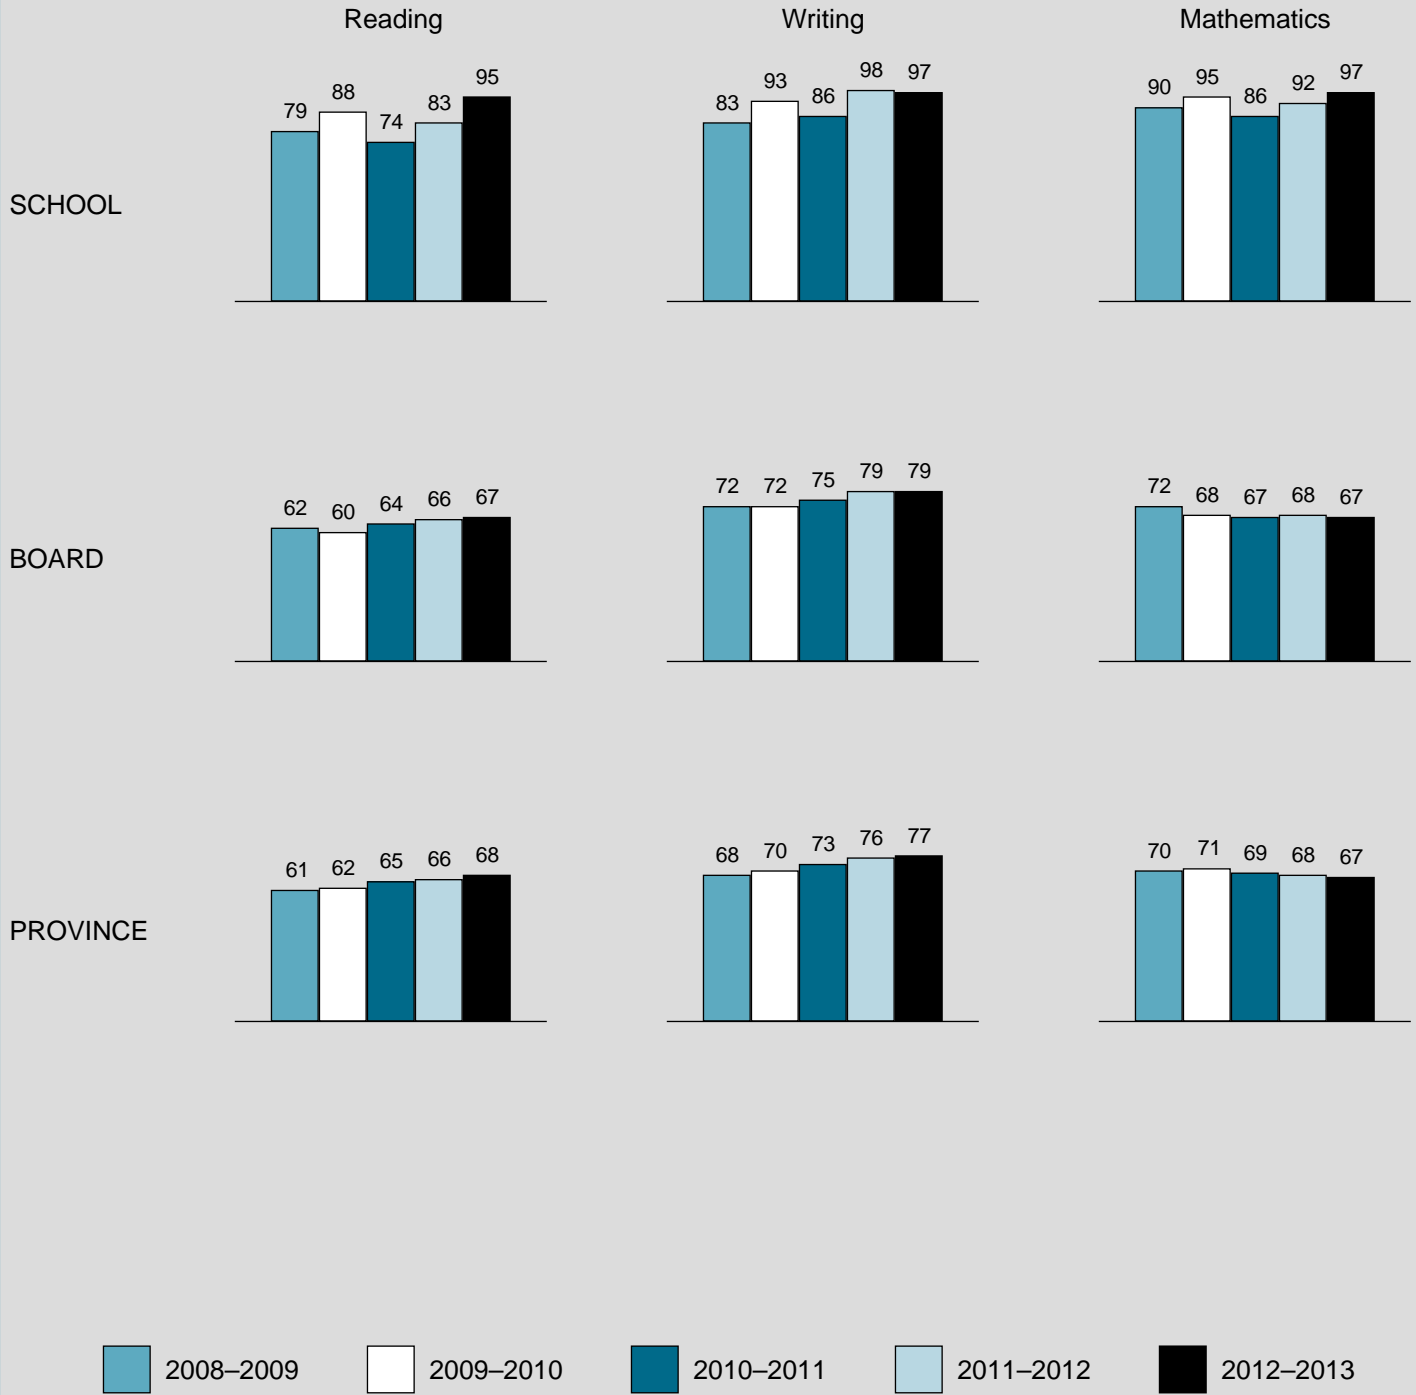 Reading Writing Mathematics
79 88 74 83 95 83 93 86 98 97 90 95 86 92 97
SCHOOL
62 60 64 66 67 72 72 75 79 79 72 68 67 68 67
BOARD
61 62 65 66 68 68 70 73 76 77 70 71 69 68 67
PROVINCE
2008–2009 2009–2010 2010–2011 2011–2012 2012–2013